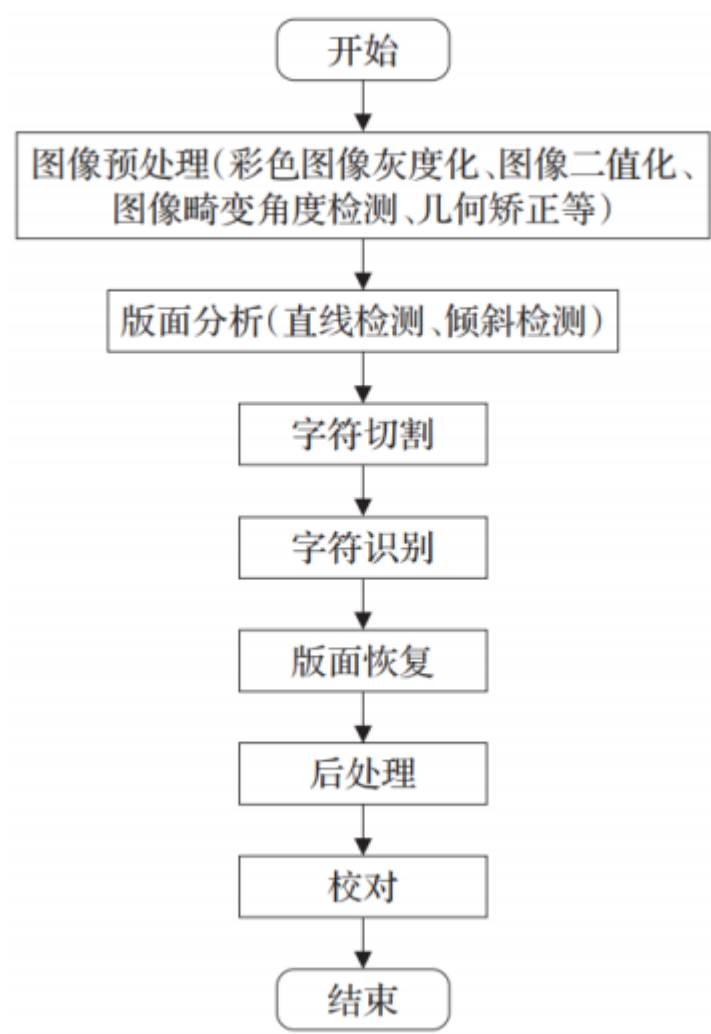 开始
图像预处理(彩色图像灰度化、图像二值化、
图像畸变角度检测、几何矫正等)
版面分析(直线检测、倾斜检测)
字符切割
字符识别
版面恢复
后处理
校对
结束